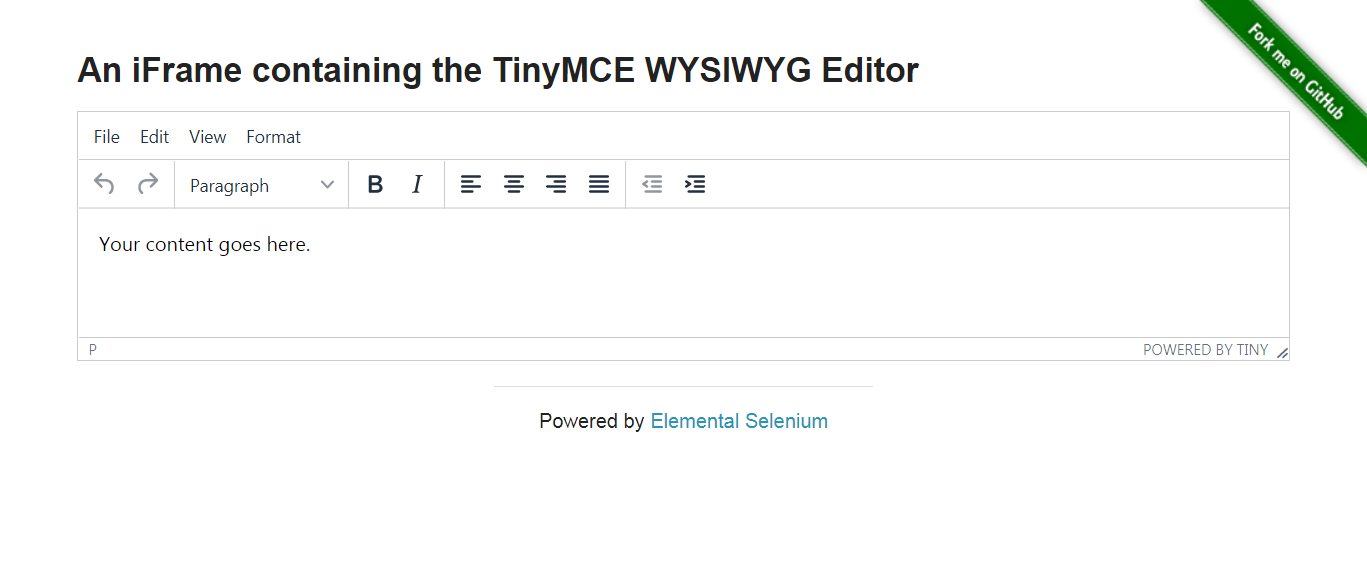 Fork me on GitHub
An iFrame containing the TinyMCE WYSIWYG Editor
File Edit View Format
Paragraph B I
Your content goes here.
P POWERED BY TINY
Powered by Elemental Selenium